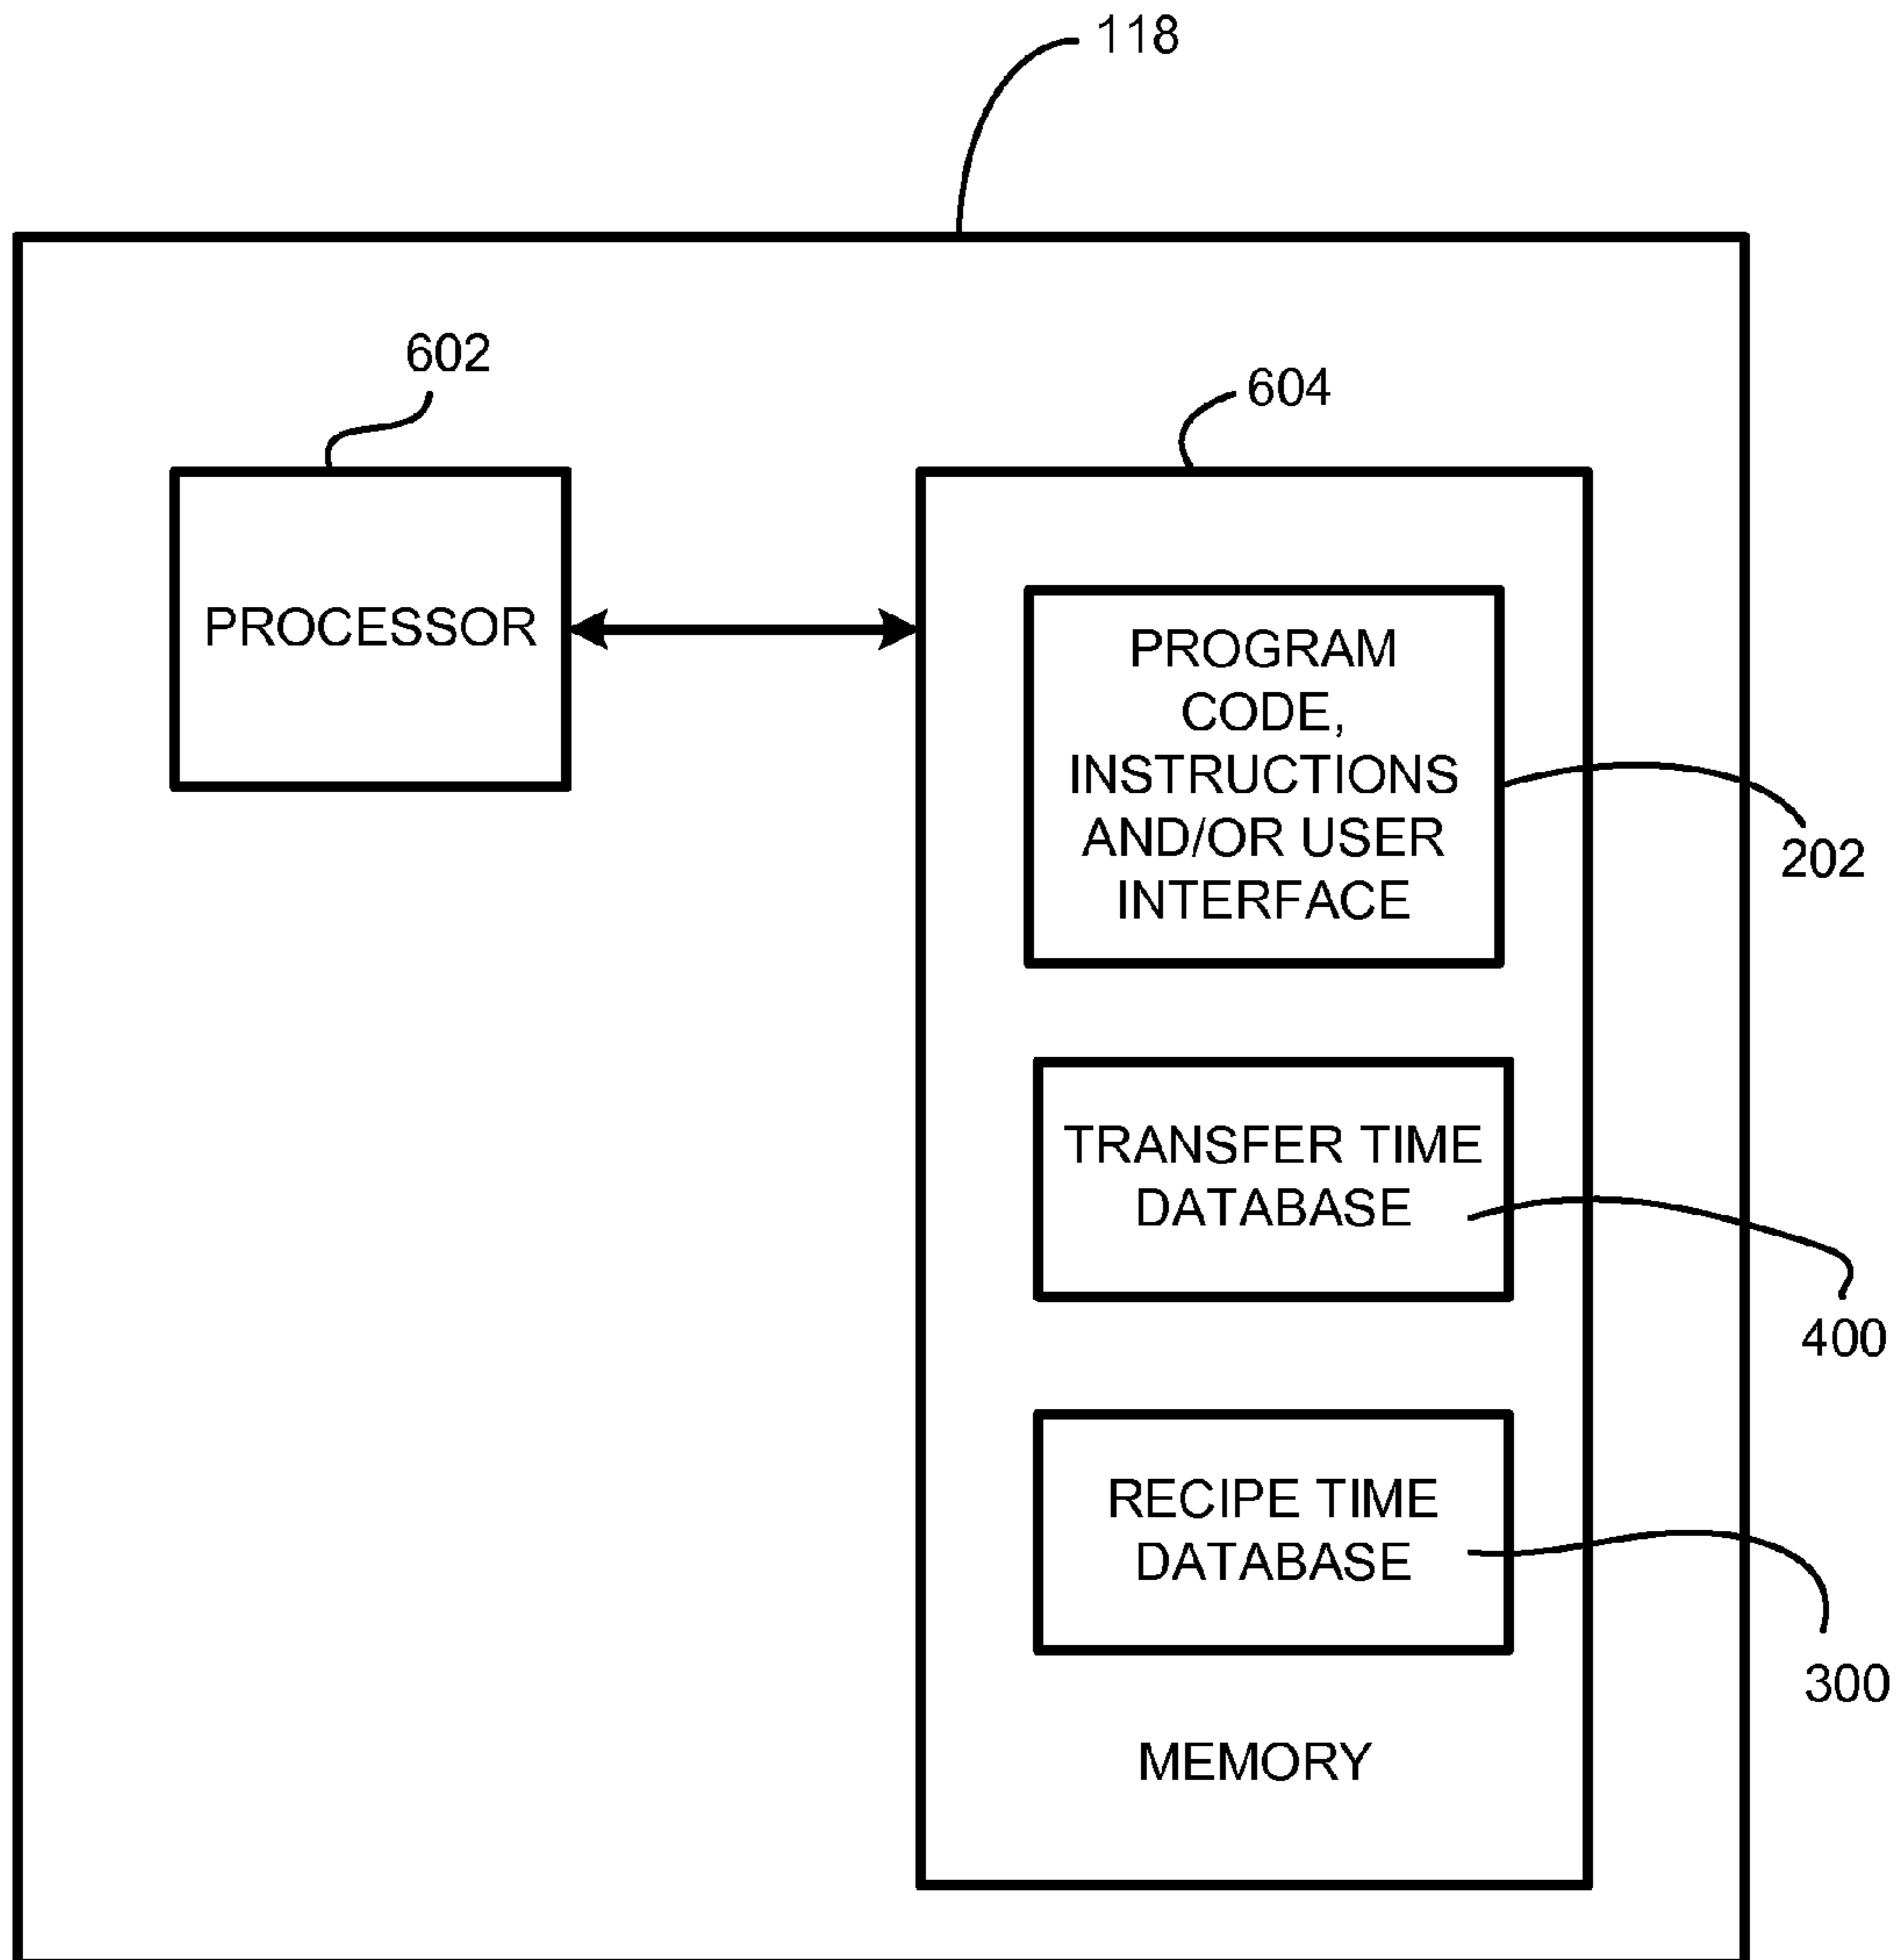 118
602
604
PROCESSOR
PROGRAM
CODE,
INSTRUCTIONS
AND/OR USER
INTERFACE
202
TRANSFER TIME
DATABASE
400
RECIPE TIME
DATABASE
300
MEMORY